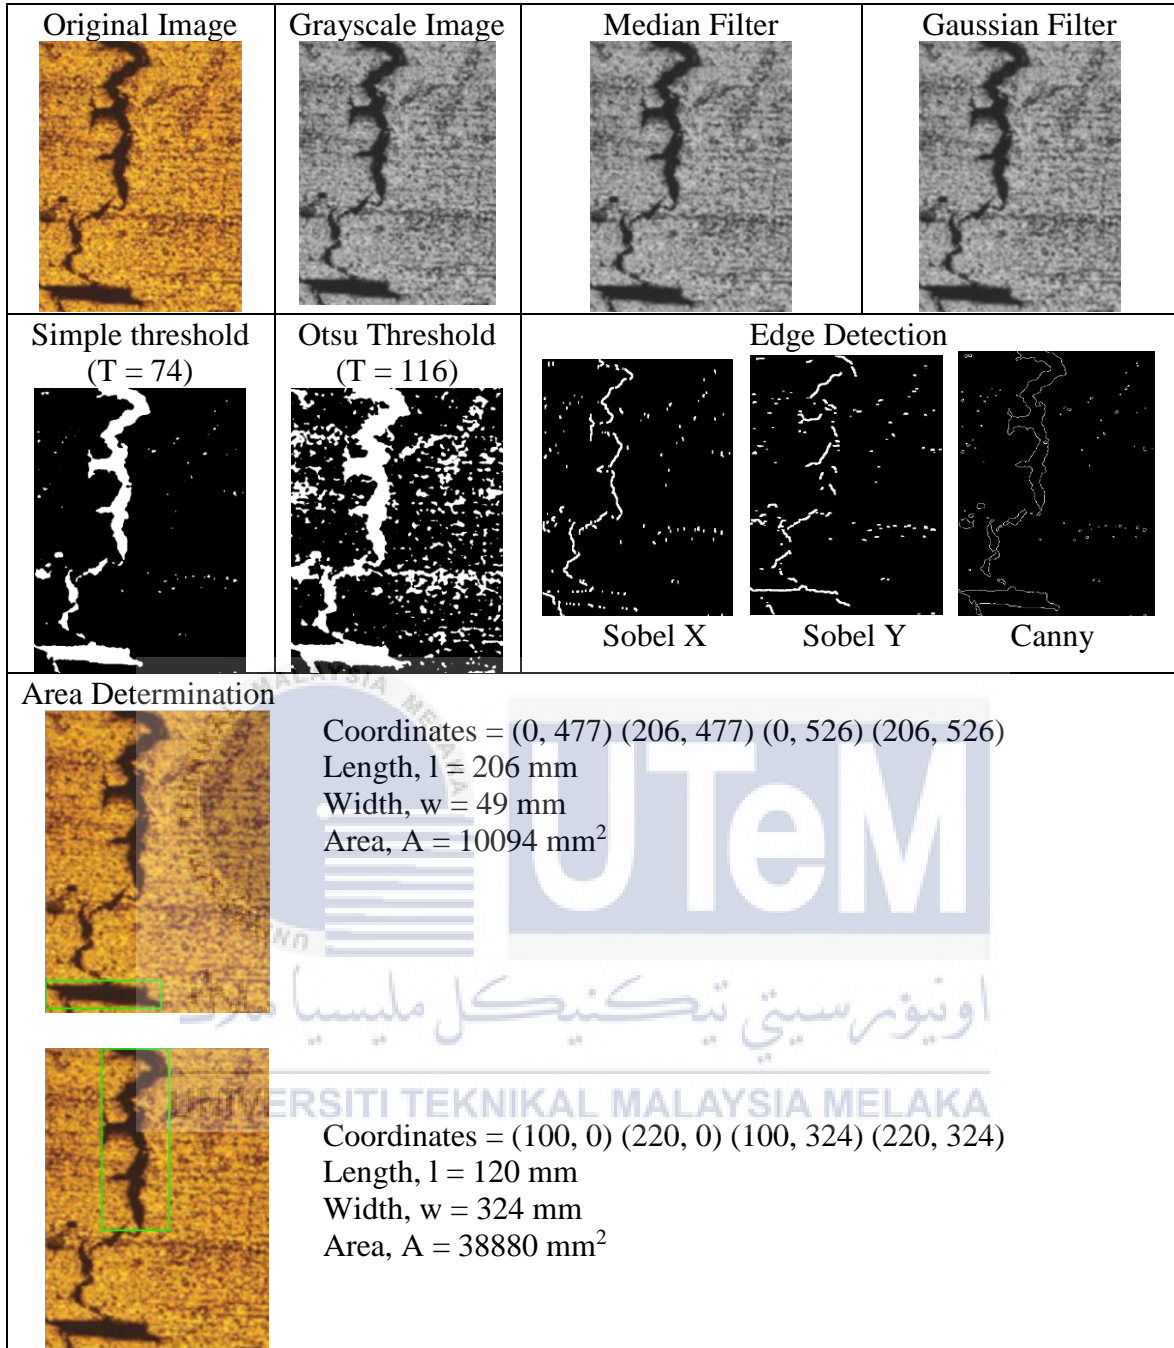 Original Image
Grayscale Image
Median Filter
Gaussian Filter
Simple threshold
(T = 74)
Otsu Threshold
(T = 116)
Edge Detection
Sobel X
Sobel Y
Canny
Area Determination
Coordinates = (0, 477) (206, 477) (0, 526) (206, 526)
Length, l = 206 mm
Width, w = 49 mm
Area, A = 10094 mm²
UTeM
اونيۏرسيتي تيكنيكل مليسيا ملاك
UNIVERSITI TEKNIKAL MALAYSIA MELAKA
Coordinates = (100, 0) (220, 0) (100, 324) (220, 324)
Length, l = 120 mm
Width, w = 324 mm
Area, A = 38880 mm²